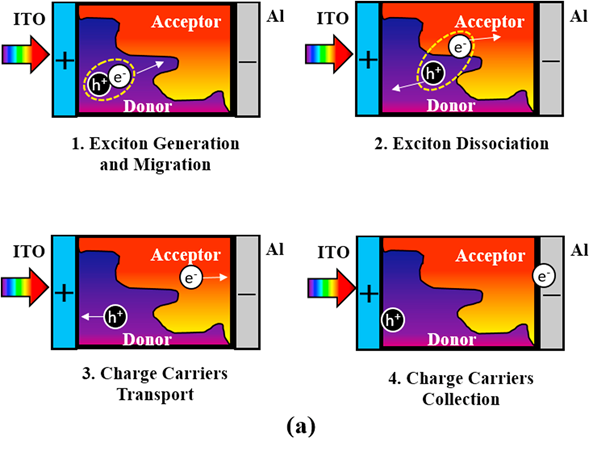 ITO
Acceptor
Al
+
h+
e-
−
Donor
1. Exciton Generation
and Migration
ITO
Acceptor
Al
+
e-
h+
−
Donor
2. Exciton Dissociation
ITO
Acceptor
Al
+
e-
−
h+
Donor
3. Charge Carriers
Transport
ITO
Acceptor
Al
+
e-
−
h+
Donor
4. Charge Carriers
Collection
(a)